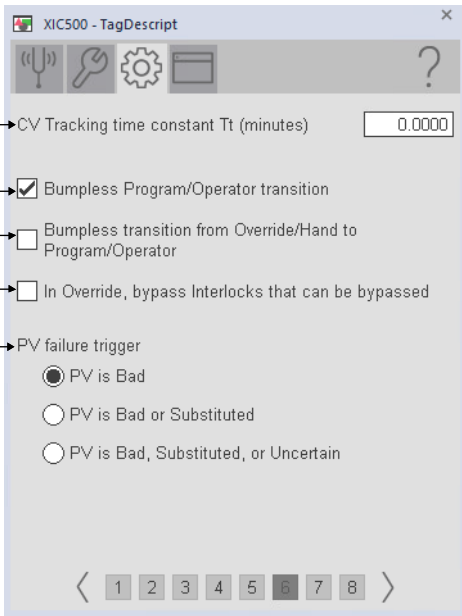 XIC500 - TagDescript
CV Tracking time constant Tt (minutes) 0.0000
Bumpless Program/Operator transition
Bumpless transition from Override/Hand to
Program/Operator
In Override, bypass Interlocks that can be bypassed
PV failure trigger
PV is Bad
PV is Bad or Substituted
PV is Bad, Substituted, or Uncertain
1 2 3 4 5 6 7 8